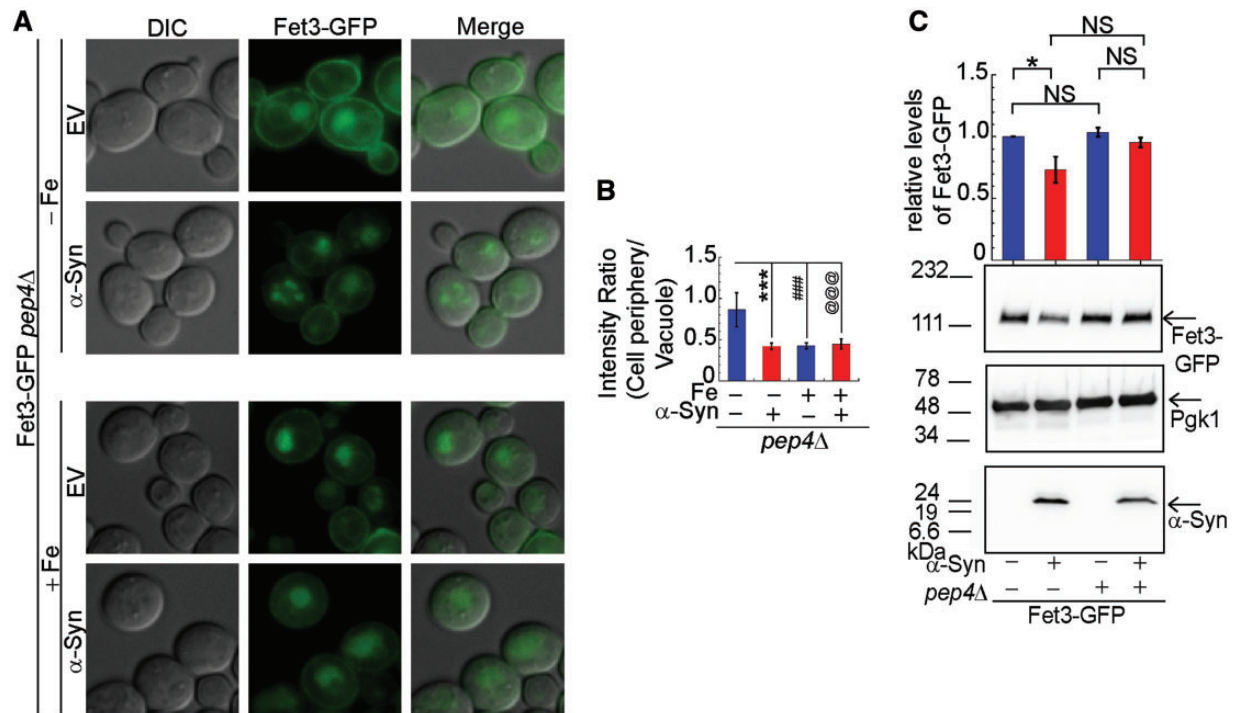 A
DIC
Fet3-GFP
Merge
Fet3-GFP pep4Δ
– Fe
EV
α-Syn
+ Fe
EV
α-Syn
B
Intensity Ratio
(Cell periphery/
Vacuole)
1.5
1.0
0.5
0
***
###
@@@
Fe – – + +
α-Syn – + – +
pep4Δ
C
NS
* NS
NS
relative levels
of Fet3-GFP
1.5
1.0
0.5
0
232
111
Fet3-
GFP
78
48
34
Pgk1
24
19
6.6
kDa
α-Syn
α-Syn – + – +
pep4Δ – – + +
Fet3-GFP